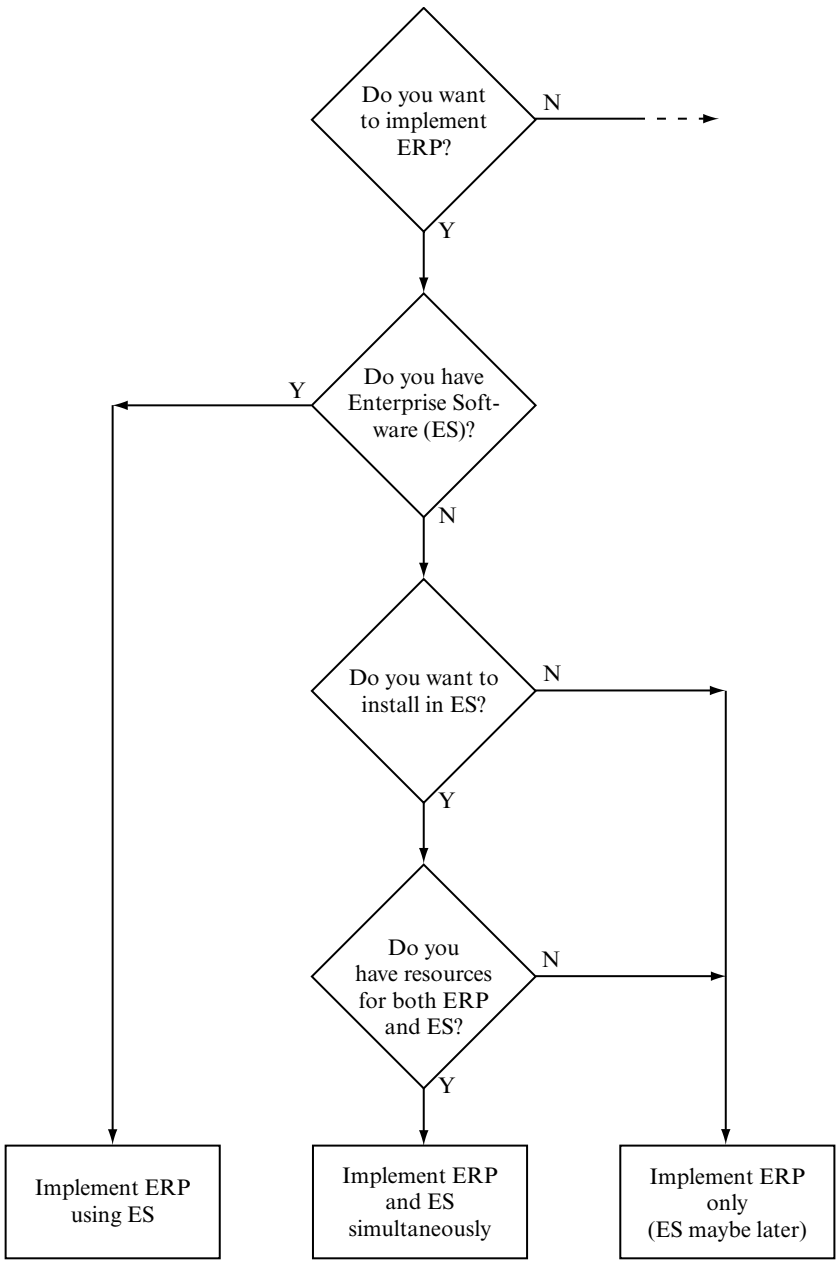 Do you want
to implement
ERP?
N
Y
Do you have
Enterprise Soft-
ware (ES)?
Y
N
Do you want to
install in ES?
N
Y
Do you
have resources
for both ERP
and ES?
N
Y
Implement ERP
using ES
Implement ERP
and ES
simultaneously
Implement ERP
only
(ES maybe later)